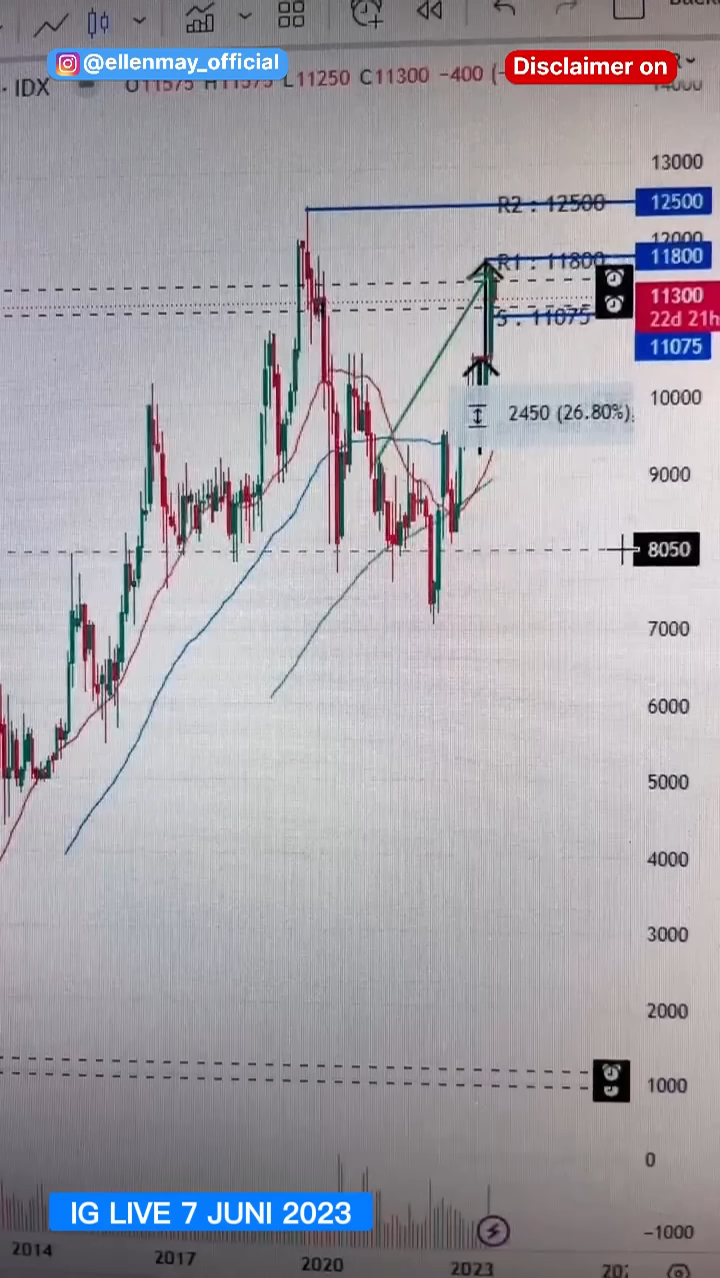 @ellenmay_official
Disclaimer on
· IDX
O11575 H11575 L11250 C11300 −400 (−
14000
13000
R2 : 12500
12500
12000
R1 : 11800
11800
11300
22d 21h
S : 11075
11075
10000
2450 (26.80%)
9000
8050
7000
6000
5000
4000
3000
2000
1000
0
−1000
IG LIVE 7 JUNI 2023
2014
2017
2020
2023